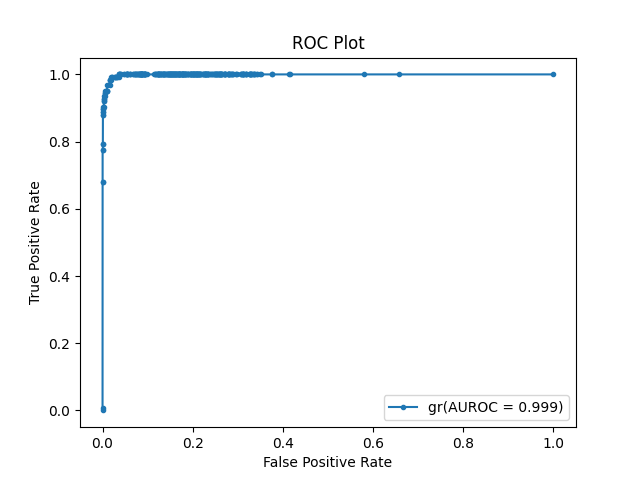 ROC Plot
1.0
0.8
0.6
0.4
0.2
0.0
True Positive Rate
gr(AUROC = 0.999)
0.0 0.2 0.4 0.6 0.8 1.0
False Positive Rate